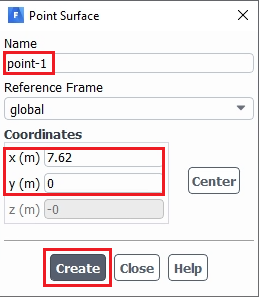 F Point Surface
Name
point-1
Reference Frame
global
Coordinates
x (m) 7.62
y (m) 0
Center
z (m) -0
Create Close Help